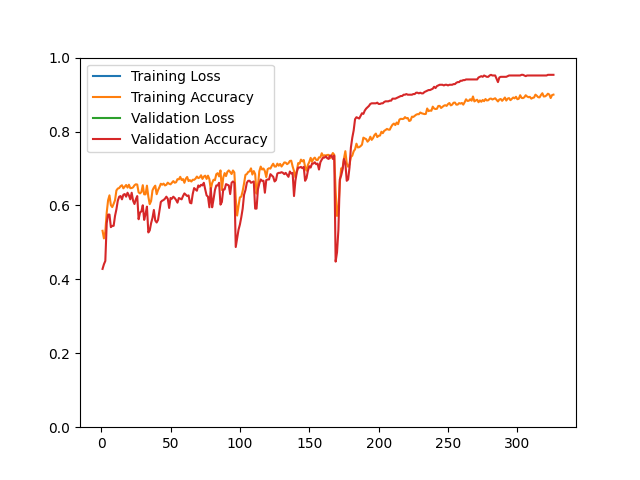 1.0
0.8
0.6
0.4
0.2
0.0
Training Loss
Training Accuracy
Validation Loss
Validation Accuracy
0 50 100 150 200 250 300